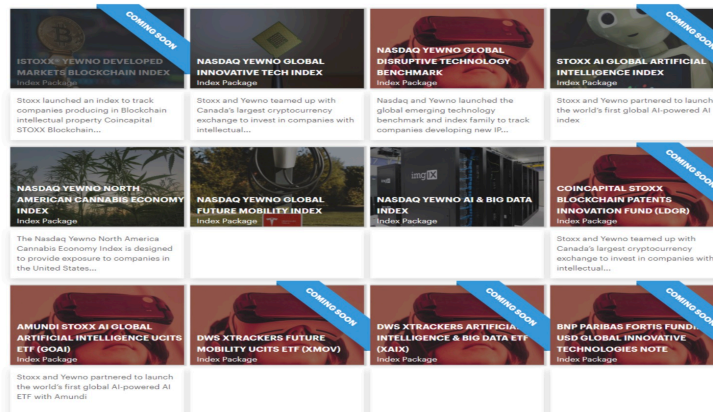 COMING SOON
ISTOXX® YEWNO DEVELOPED
MARKETS BLOCKCHAIN INDEX
Index Package
Stoxx launched an index to track
companies producing in Blockchain
intellectual property Coincapital
STOXX Blockchain...
NASDAQ YEWNO GLOBAL
INNOVATIVE TECH INDEX
Index Package
Stoxx and Yewno teamed up with
Canada's largest cryptocurrency
exchange to invest in companies with
intellectual...
NASDAQ YEWNO GLOBAL
DISRUPTIVE TECHNOLOGY
BENCHMARK
Index Package
Nasdaq and Yewno launched the
global emerging technology
benchmark and index family to track
companies developing new IP...
COMING SOON
STOXX AI GLOBAL ARTIFICIAL
INTELLIGENCE INDEX
Index Package
Stoxx and Yewno partnered to launch
the world's first global AI-powered AI
index
NASDAQ YEWNO NORTH
AMERICAN CANNABIS ECONOMY
INDEX
Index Package
The Nasdaq Yewno North America
Cannabis Economy Index is designed
to provide exposure to companies in
the United States...
NASDAQ YEWNO GLOBAL
FUTURE MOBILITY INDEX
Index Package
imgIX
NASDAQ YEWNO AI & BIG DATA
INDEX
Index Package
COMING SOON
COINCAPITAL STOXX
BLOCKCHAIN PATENTS
INNOVATION FUND (LDGR)
Index Package
Stoxx and Yewno teamed up with
Canada's largest cryptocurrency
exchange to invest in companies with
intellectual...
AMUNDI STOXX AI GLOBAL
ARTIFICIAL INTELLIGENCE UCITS
ETF (GOAI)
Index Package
Stoxx and Yewno partnered to launch
the world's first global AI-powered AI
ETF with Amundi
COMING SOON
DWS XTRACKERS FUTURE
MOBILITY UCITS ETF (XMOV)
Index Package
COMING SOON
DWS XTRACKERS ARTIFICIA
INTELLIGENCE & BIG DATA ETF
(XAIX)
Index Package
COMING SOON
BNP PARIBAS FORTIS FUNDI
USD GLOBAL INNOVATIVE
TECHNOLOGIES NOTE
Index Package